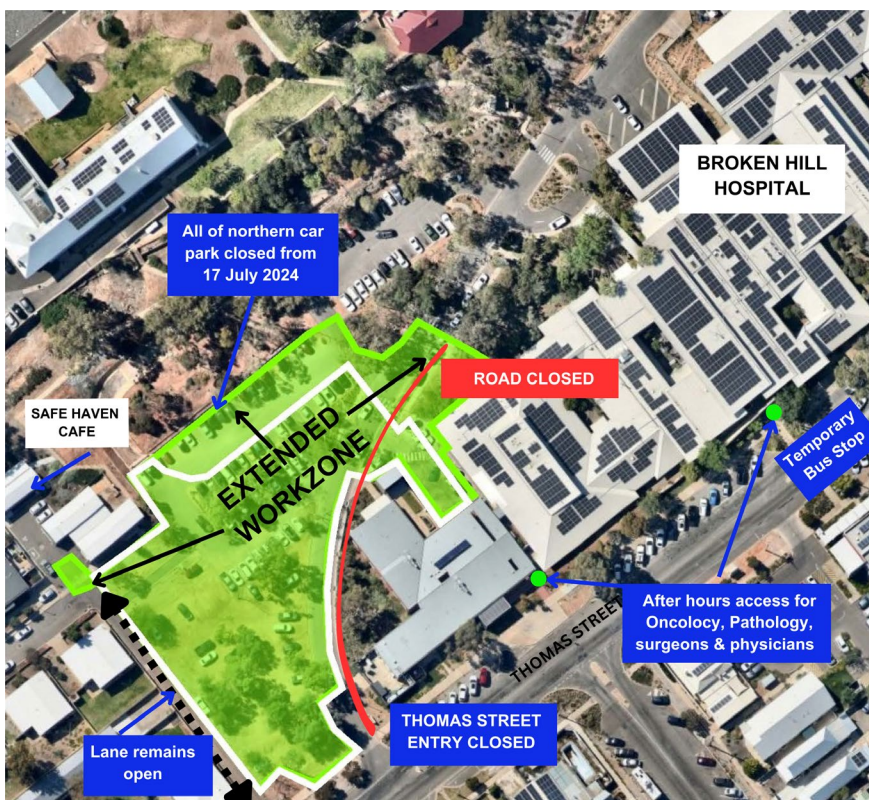 BROKEN HILL
HOSPITAL
All of northern car
park closed from
17 July 2024
ROAD CLOSED
SAFE HAVEN
CAFE
EXTENDED
WORKZONE
Temporary
Bus Stop
After hours access for
Oncolocy, Pathology,
surgeons & physicians
THOMAS STREET
THOMAS STREET
ENTRY CLOSED
Lane remains
open